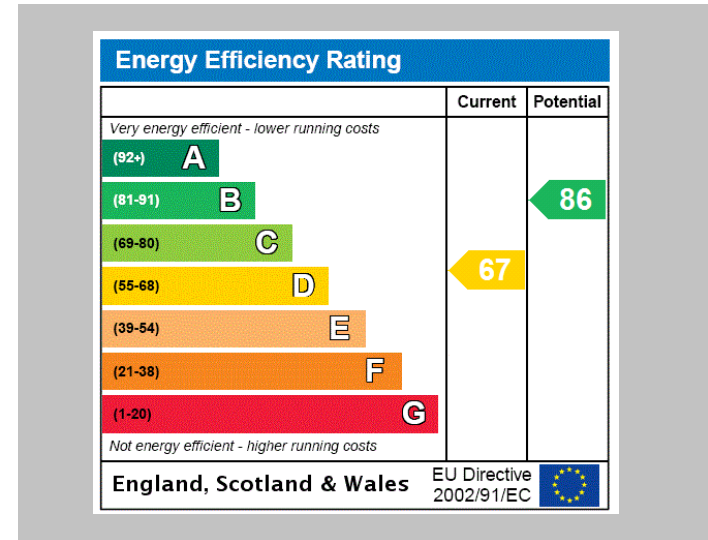 Energy Efficiency Rating
Current Potential
Very energy efficient - lower running costs
(92+) A
(81-91) B
86
(69-80) C
(55-68) D
67
(39-54) E
(21-38) F
(1-20) G
Not energy efficient - higher running costs
England, Scotland & Wales
EU Directive
2002/91/EC